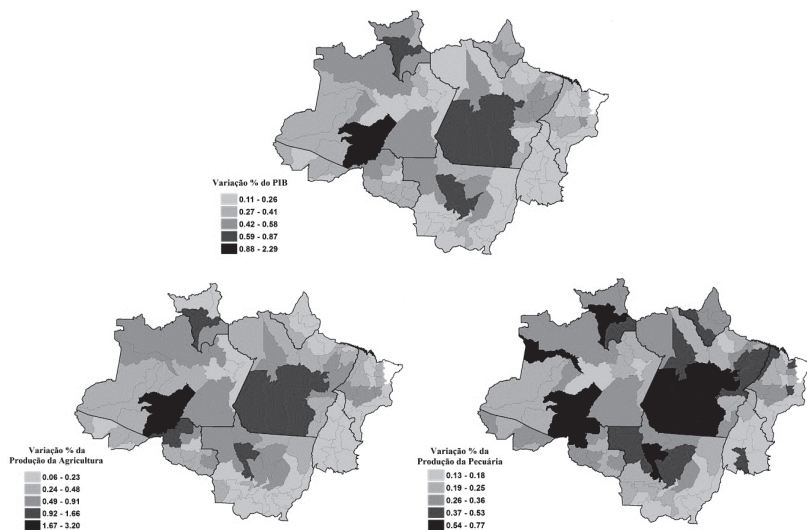 Variação % do PIB
0.11 - 0.26
0.27 - 0.41
0.42 - 0.58
0.59 - 0.87
0.88 - 2.29
Variação % da
Produção da Agricultura
0.06 - 0.23
0.24 - 0.48
0.49 - 0.91
0.92 - 1.66
1.67 - 3.20
Variação % da
Produção da Pecuária
0.13 - 0.18
0.19 - 0.25
0.26 - 0.36
0.37 - 0.53
0.54 - 0.77